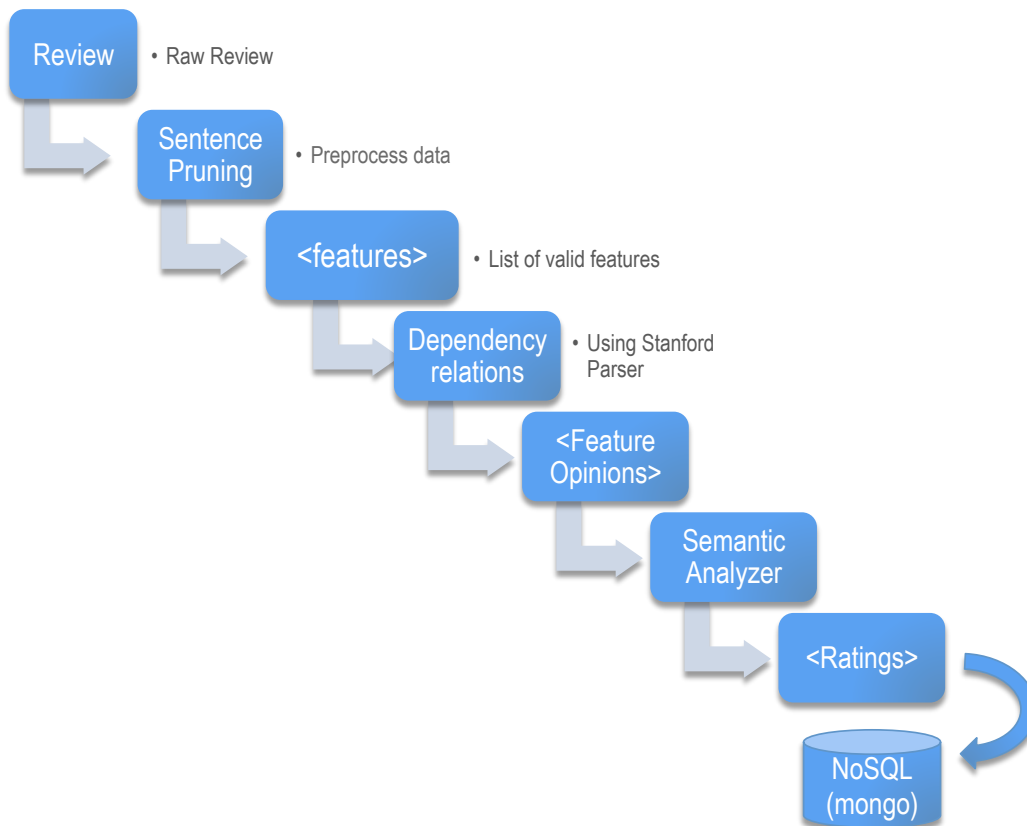 Review
• Raw Review
Sentence
Pruning
• Preprocess data
<features>
• List of valid features
Dependency
relations
• Using Stanford
Parser
<Feature
Opinions>
Semantic
Analyzer
<Ratings>
NoSQL
(mongo)